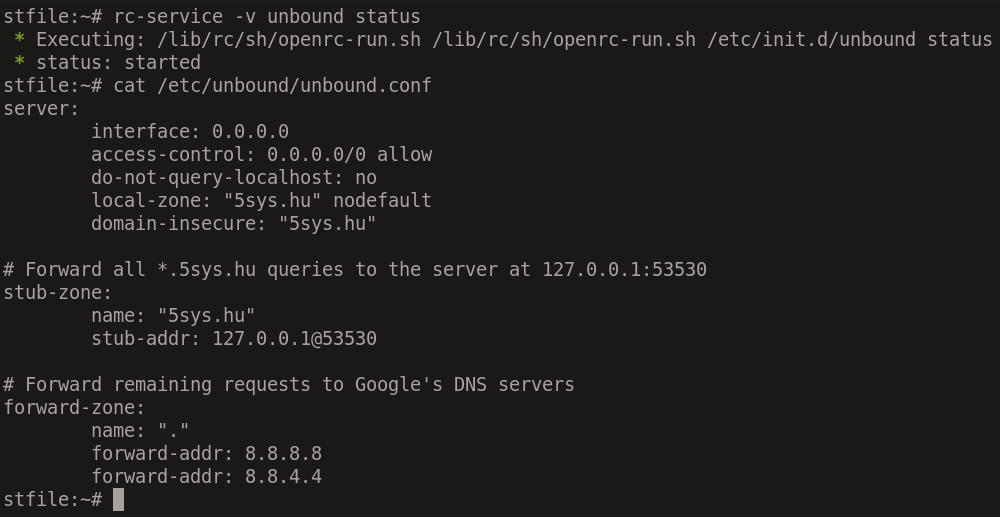 stfile:~# rc-service -v unbound status
 * Executing: /lib/rc/sh/openrc-run.sh /lib/rc/sh/openrc-run.sh /etc/init.d/unbound status
 * status: started
stfile:~# cat /etc/unbound/unbound.conf
server:
        interface: 0.0.0.0
        access-control: 0.0.0.0/0 allow
        do-not-query-localhost: no
        local-zone: "5sys.hu" nodefault
        domain-insecure: "5sys.hu"

# Forward all *.5sys.hu queries to the server at 127.0.0.1:53530
stub-zone:
        name: "5sys.hu"
        stub-addr: 127.0.0.1@53530

# Forward remaining requests to Google's DNS servers
forward-zone:
        name: "."
        forward-addr: 8.8.8.8
        forward-addr: 8.8.4.4
stfile:~#